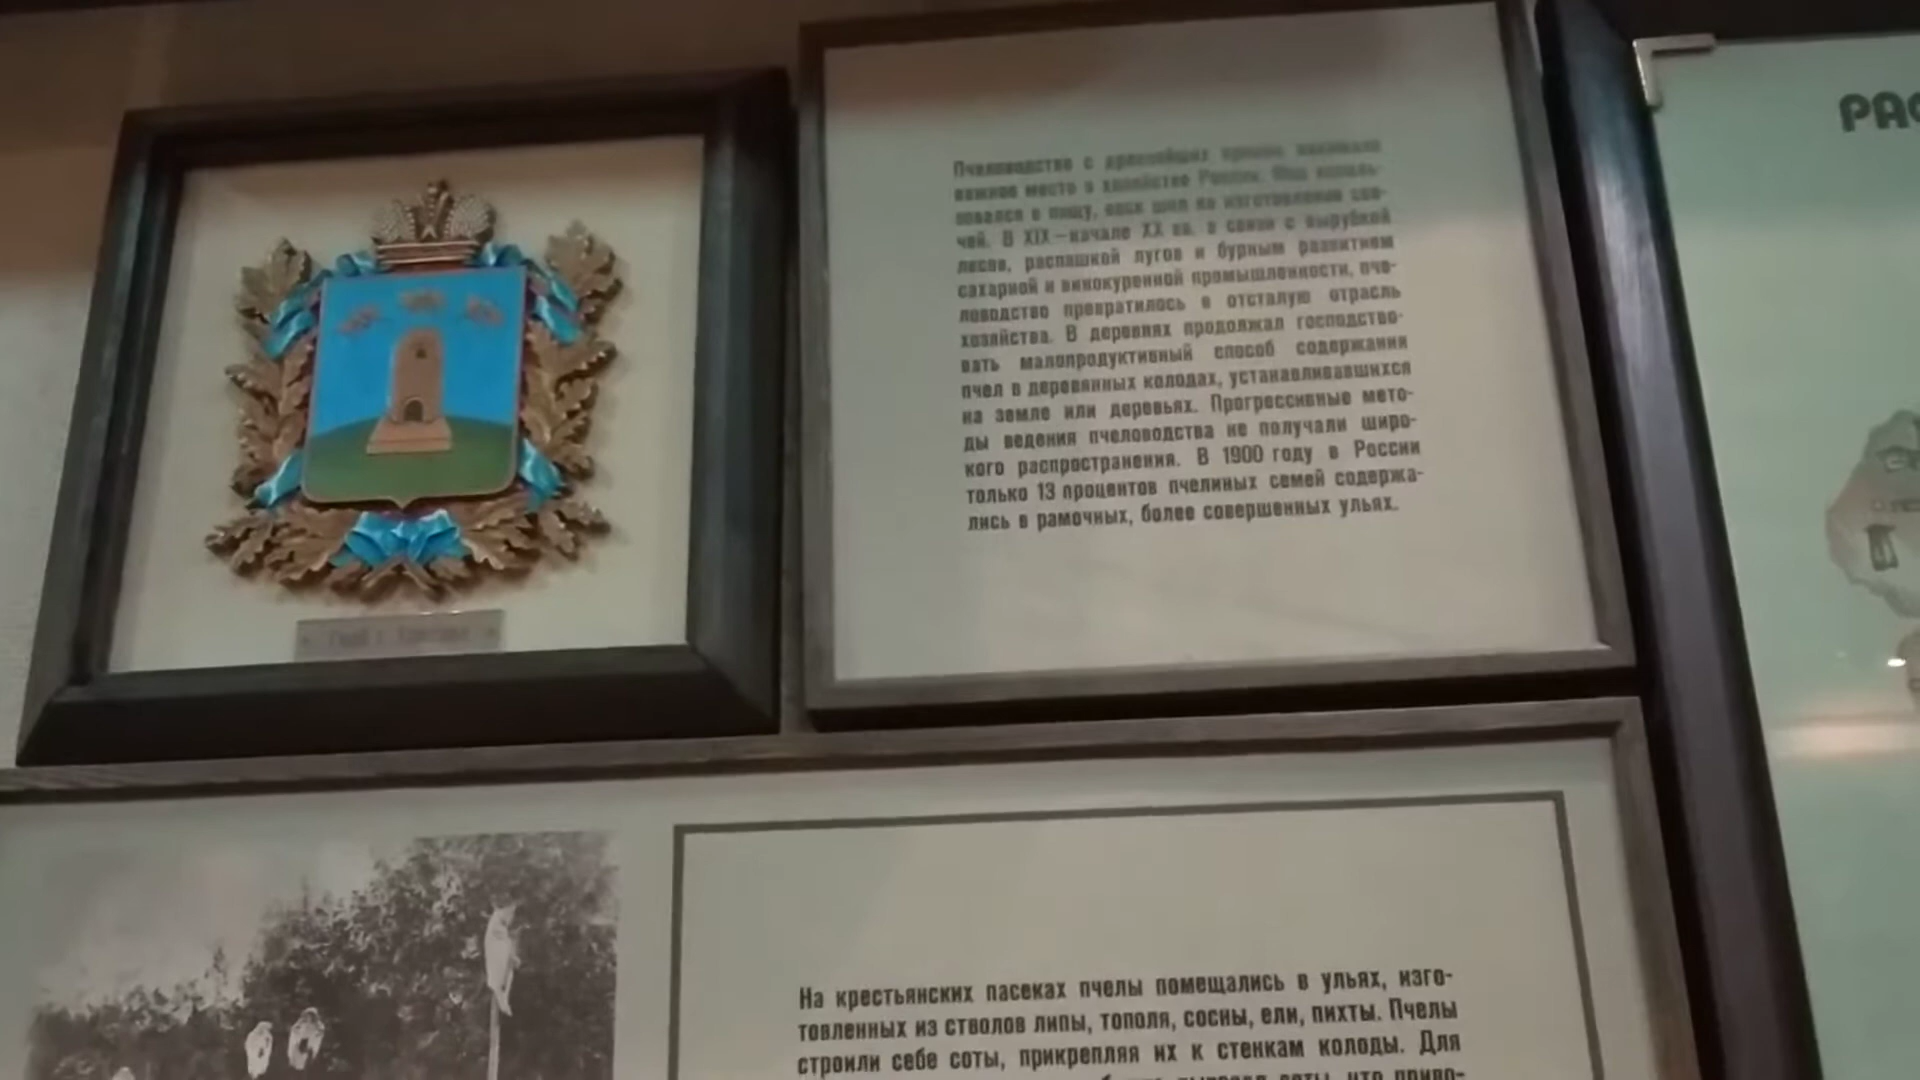 Пчеловодство с древнейших времен занимало
важное место в хозяйстве России. Мед исполь-
зовался в пищу, воск шел на изготовление све-
чей. В XIX – начале XX вв. в связи с вырубкой
лесов, распашкой лугов и бурным развитием
сахарной и винокуренной промышленности, пче-
ловодство превратилось в отсталую отрасль
хозяйства. В деревнях продолжал господство-
вать малопродуктивный способ содержания
пчел в деревянных колодах, устанавливавшихся
на земле или деревьях. Прогрессивные мето-
ды ведения пчеловодства не получали широ-
кого распространения. В 1900 году в России
только 13 процентов пчелиных семей содержа-
лись в рамочных, более совершенных ульях.
РАС
На крестьянских пасеках пчелы помещались в ульях, изго-
товленных из стволов липы, тополя, сосны, ели, пихты. Пчелы
строили себе соты, прикрепляя их к стенкам колоды. Для
соты, что приво-